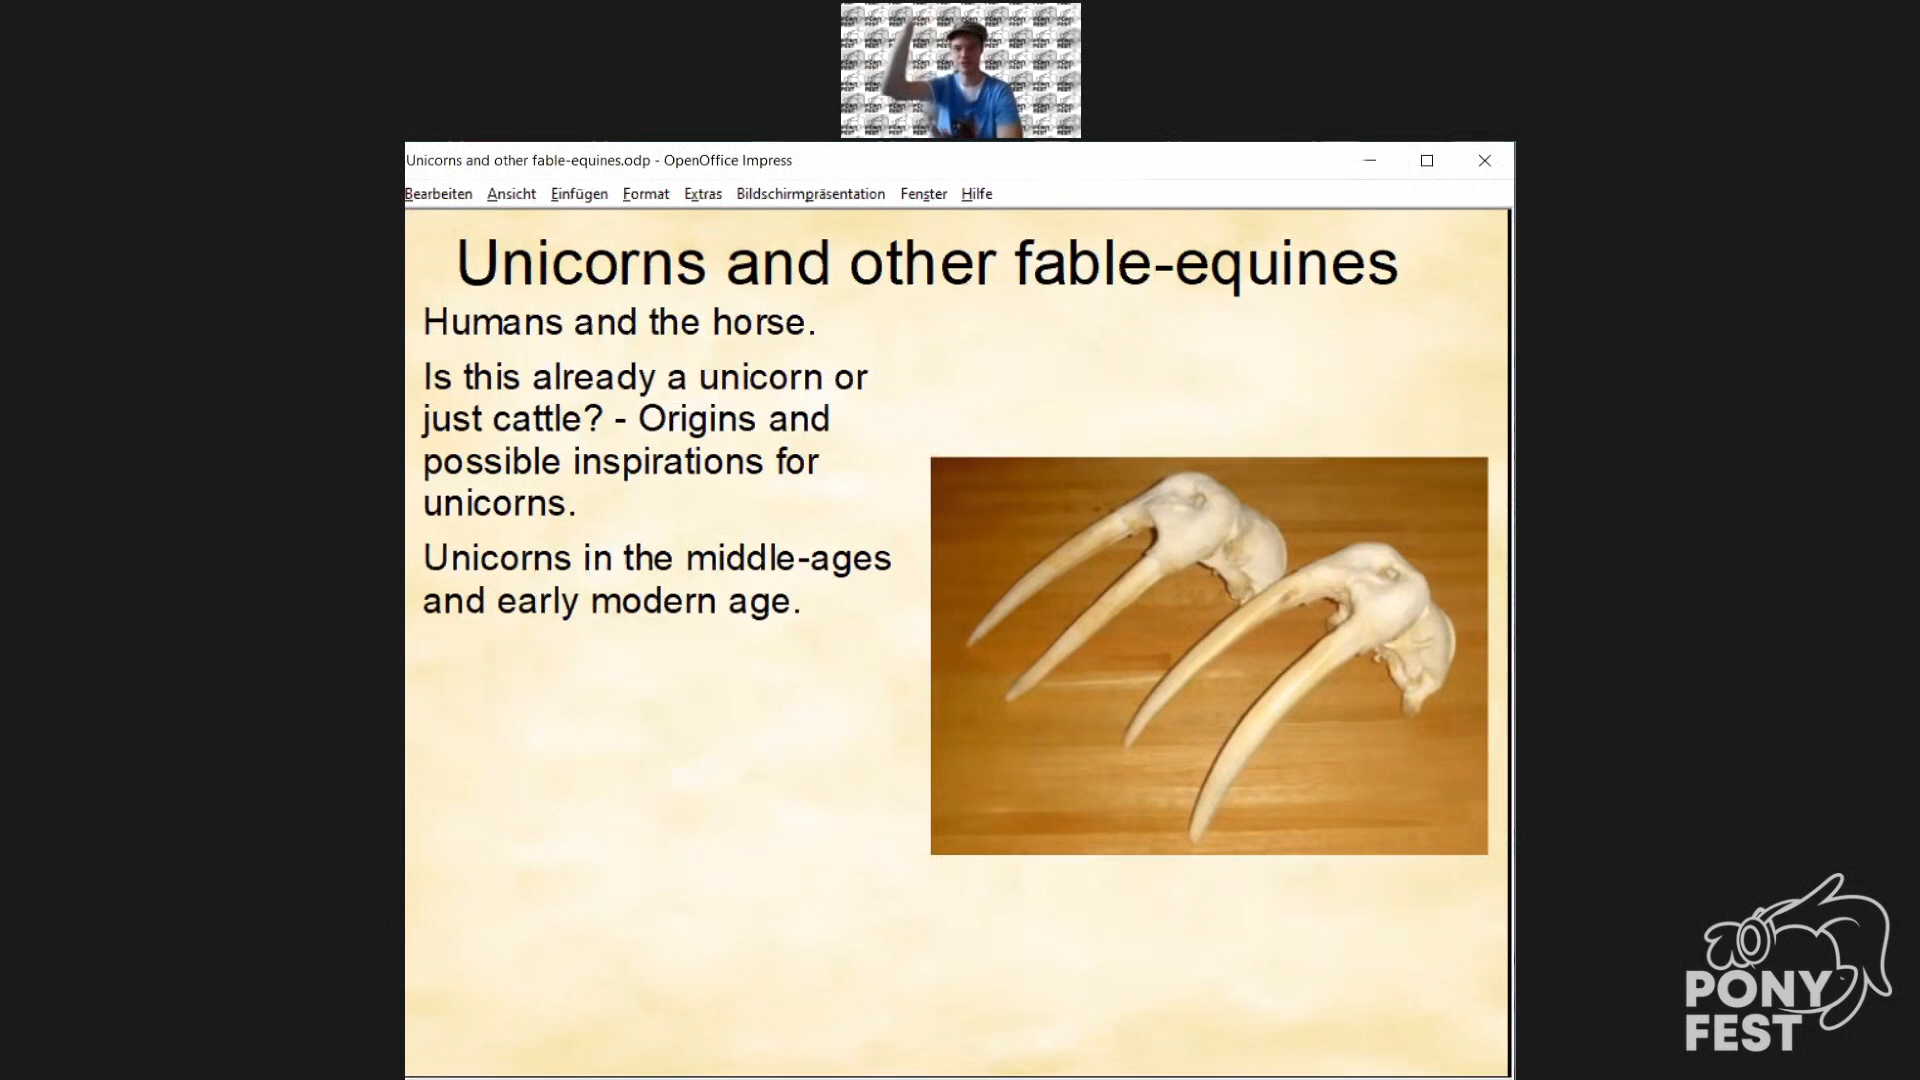 Unicorns and other fable-equines.odp - OpenOffice Impress
Bearbeiten Ansicht Einfügen Format Extras Bildschirmpräsentation Fenster Hilfe
Unicorns and other fable-equines
Humans and the horse.
Is this already a unicorn or
just cattle? - Origins and
possible inspirations for
unicorns.
Unicorns in the middle-ages
and early modern age.
PONY
FEST